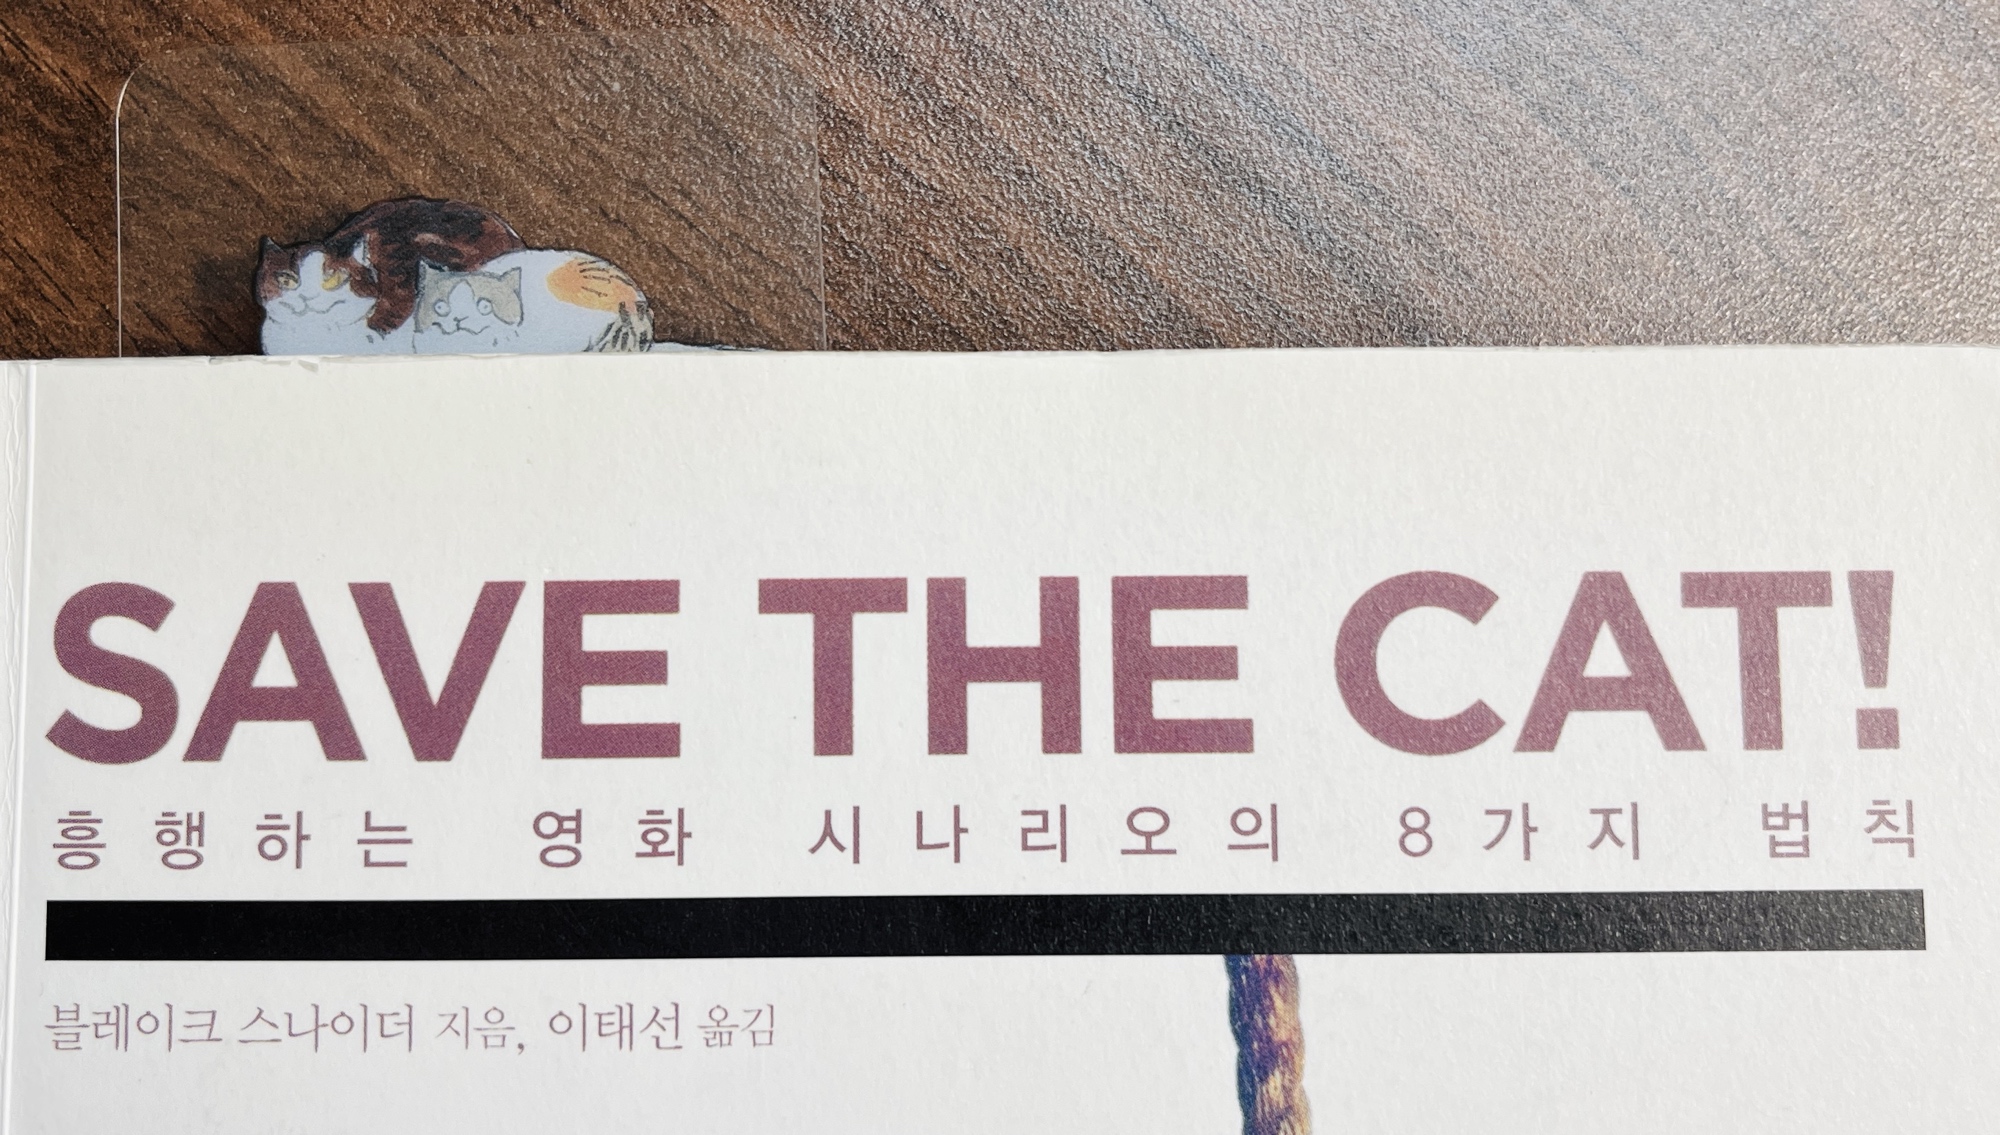 SAVE THE CAT!
흥행하는 영화 시나리오의 8가지 법칙
블레이크 스나이더 지음, 이태선 옮김